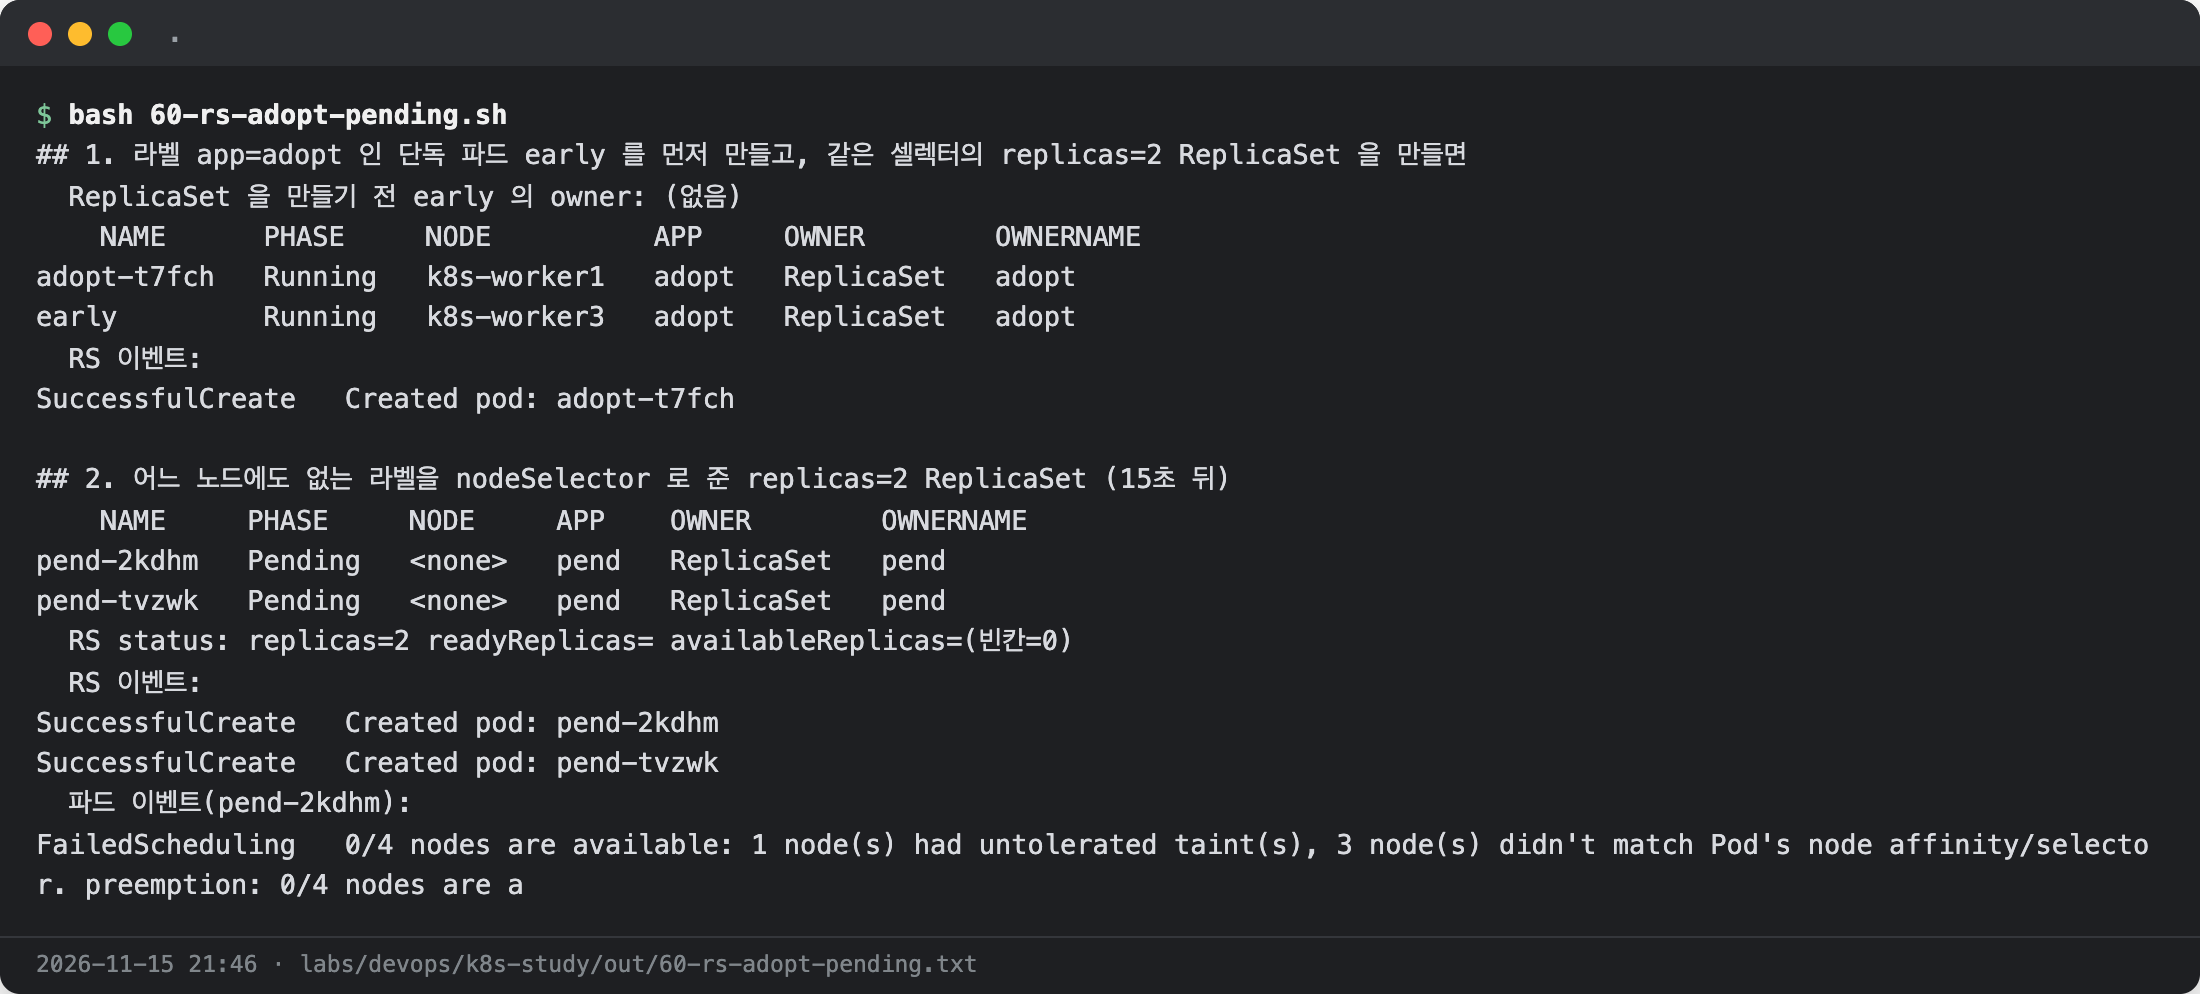 .
$ bash 60-rs-adopt-pending.sh
## 1. 라벨 app=adopt 인 단독 파드 early 를 먼저 만들고, 같은 셀렉터의 replicas=2 ReplicaSet 을 만들면
ReplicaSet 을 만들기 전 early 의 owner: (없음)
NAME PHASE NODE APP OWNER OWNERNAME
adopt-t7fch Running k8s-worker1 adopt ReplicaSet adopt
early Running k8s-worker3 adopt ReplicaSet adopt
RS 이벤트:
SuccessfulCreate Created pod: adopt-t7fch
## 2. 어느 노드에도 없는 라벨을 nodeSelector 로 준 replicas=2 ReplicaSet (15초 뒤)
NAME PHASE NODE APP OWNER OWNERNAME
pend-2kdhm Pending <none> pend ReplicaSet pend
pend-tvzwk Pending <none> pend ReplicaSet pend
RS status: replicas=2 readyReplicas= availableReplicas=(빈칸=0)
RS 이벤트:
SuccessfulCreate Created pod: pend-2kdhm
SuccessfulCreate Created pod: pend-tvzwk
파드 이벤트(pend-2kdhm):
FailedScheduling 0/4 nodes are available: 1 node(s) had untolerated taint(s), 3 node(s) didn't match Pod's node affinity/selecto
r. preemption: 0/4 nodes are a
2026-11-15 21:46 · labs/devops/k8s-study/out/60-rs-adopt-pending.txt